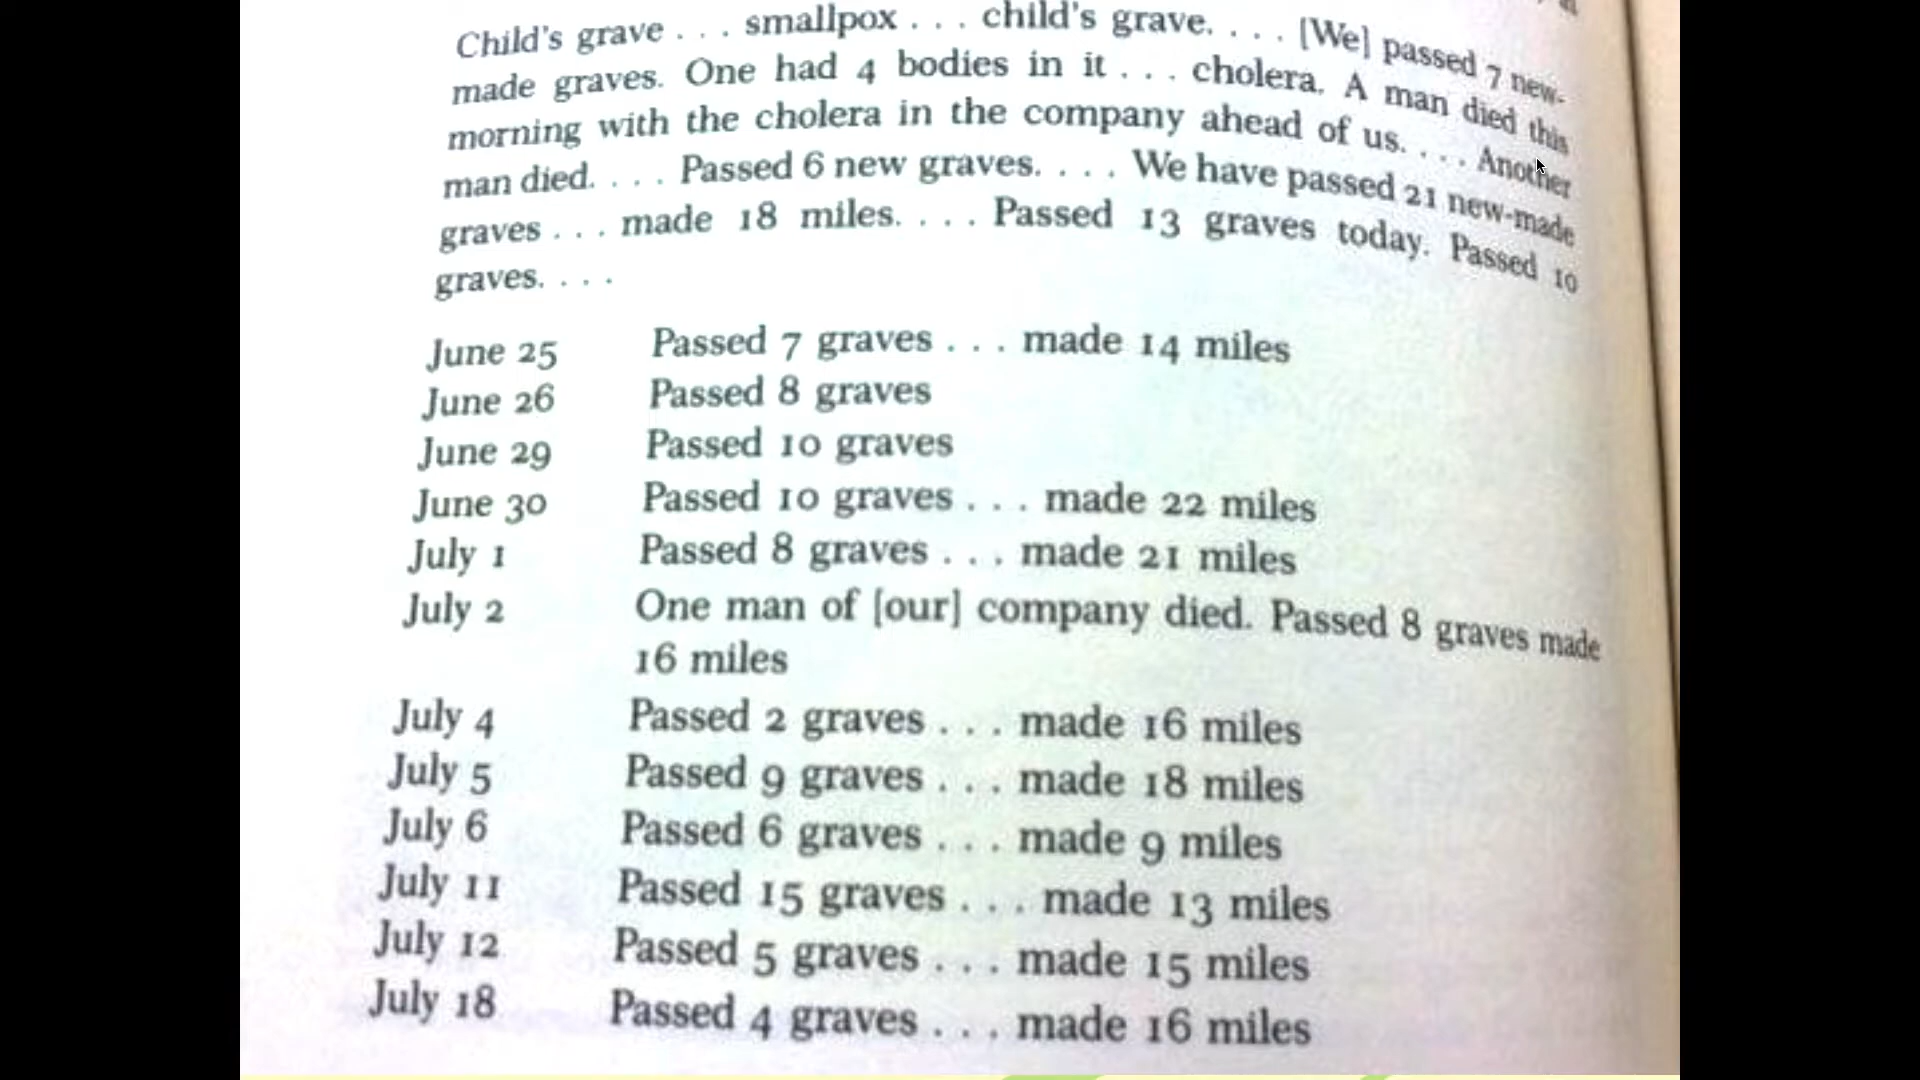 Child's grave . . . smallpox . . . child's grave. . . . [We] passed 7 new-
made graves. One had 4 bodies in it . . . cholera. A man died this
morning with the cholera in the company ahead of us. . . . Another
man died. . . . Passed 6 new graves. . . . We have passed 21 new-made
graves . . . made 18 miles. . . . Passed 13 graves today. Passed 10
graves. . . .
June 25 Passed 7 graves . . . made 14 miles
June 26 Passed 8 graves
June 29 Passed 10 graves
June 30 Passed 10 graves . . . made 22 miles
July 1 Passed 8 graves . . . made 21 miles
July 2 One man of [our] company died. Passed 8 graves made
16 miles
July 4 Passed 2 graves . . . made 16 miles
July 5 Passed 9 graves . . . made 18 miles
July 6 Passed 6 graves . . . made 9 miles
July 11 Passed 15 graves . . . made 13 miles
July 12 Passed 5 graves . . . made 15 miles
July 18 Passed 4 graves . . . made 16 miles